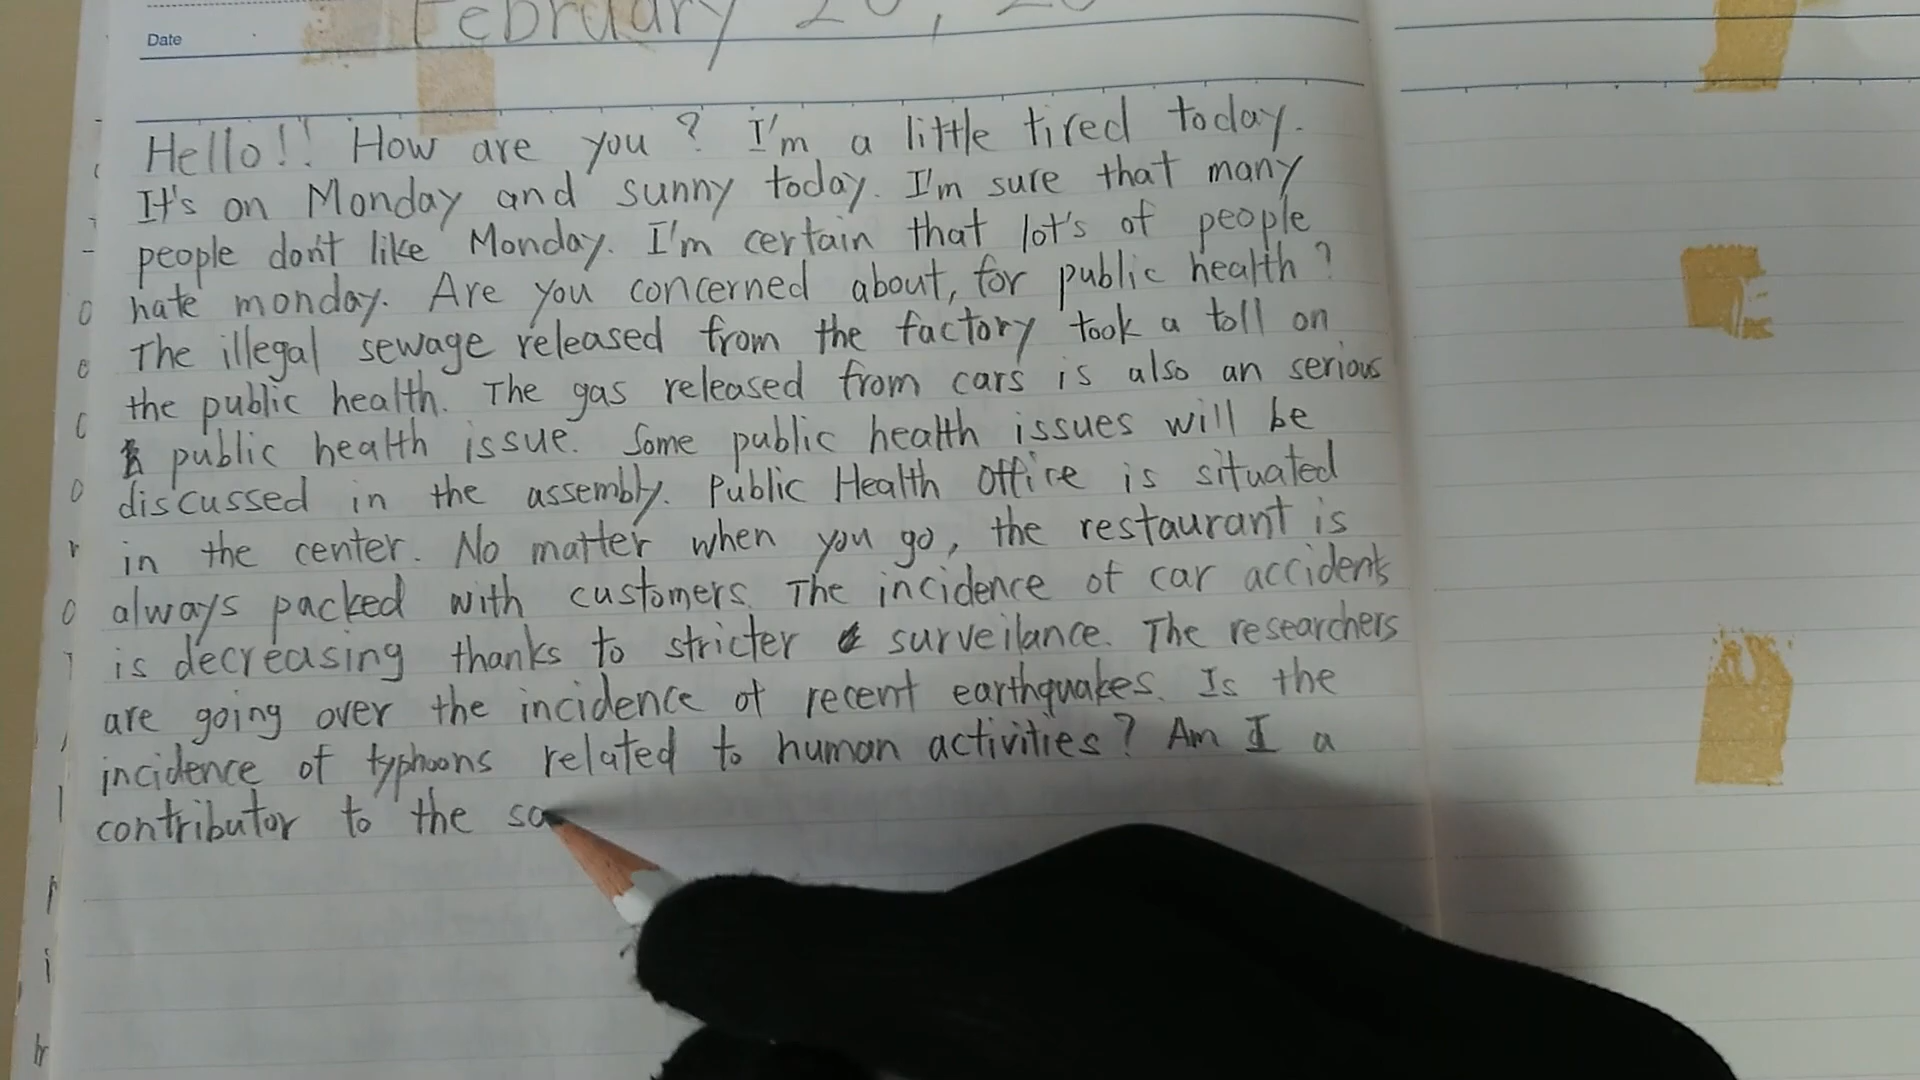 February 20, 20
Date
Hello!! How are you? I'm a little tired today.
It's on Monday and sunny today. I'm sure that many
people don't like Monday. I'm certain that lot's of people
hate monday. Are you concerned about, for public health?
The illegal sewage released from the factory took a toll on
the public health. The gas released from cars is also an serious
public health issue. Some public health issues will be
discussed in the assembly. Public Health Office is situated
in the center. No matter when you go, the restaurant is
always packed with customers. The incidence of car accidents
is decreasing thanks to stricter surveilance. The researchers
are going over the incidence of recent earthquakes. Is the
incidence of typhoons related to human activities? Am I a
contributor to the so